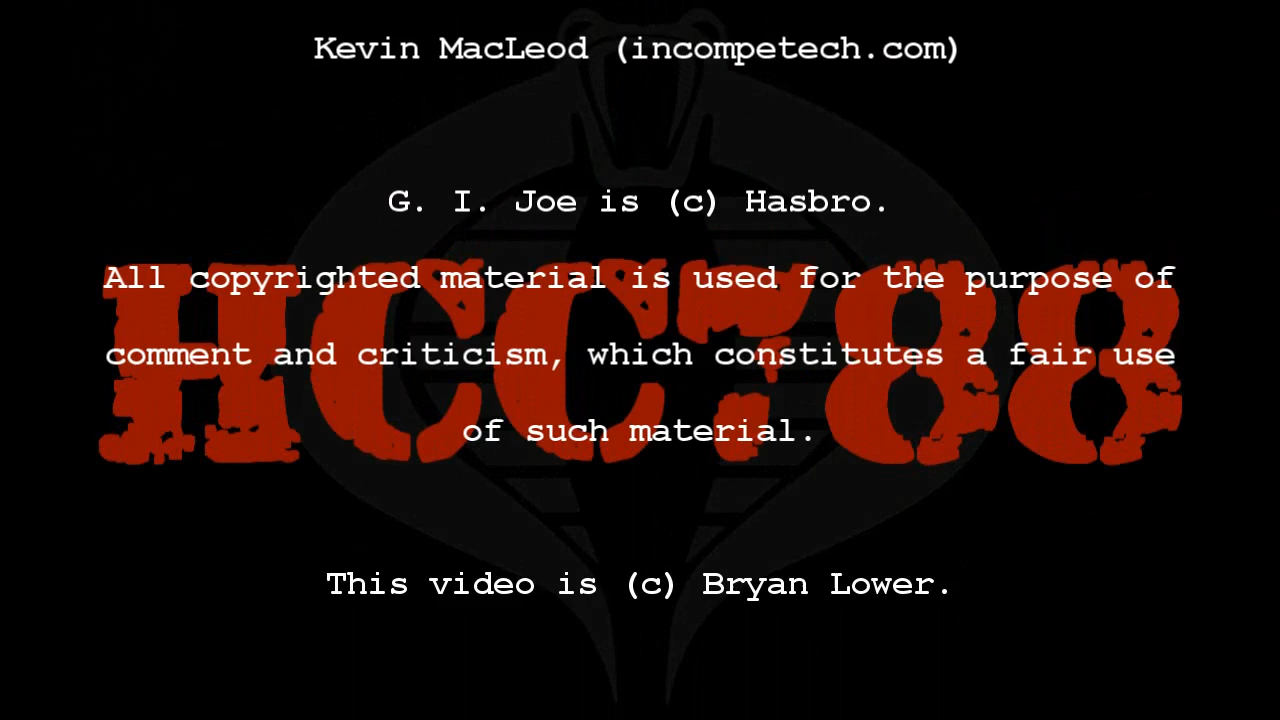 Kevin MacLeod (incompetech.com)
G. I. Joe is (c) Hasbro.
All copyrighted material is used for the purpose of
comment and criticism, which constitutes a fair use
of such material.
HCC788
This video is (c) Bryan Lower.